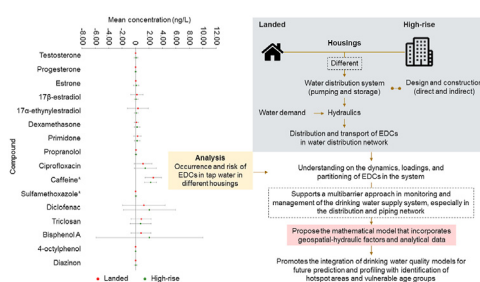 Mean concentration (ng/L)
-8.00 -6.00 -4.00 -2.00 0.00 2.00 4.00 6.00 8.00 10.00 12.00
Compound
Testosterone
Progesterone
Estrone
17β-estradiol
17α-ethynylestradiol
Dexamethasone
Primidone
Propranolol
Ciprofloxacin
Caffeine⁺
Sulfamethoxazole⁺
Diclofenac
Triclosan
Bisphenol A
4-octylphenol
Diazinon
Landed
High-rise
Landed
High-rise
Housings
Different
Water distribution system
(pumping and storage)
Design and construction
(direct and indirect)
Water demand
Hydraulics
Distribution and transport of EDCs
in water distribution network
Analysis
Occurrence and risk of
EDCs in tap water in
different housings
Understanding on the dynamics, loadings, and
partitioning of EDCs in the system
Supports a multibarrier approach in monitoring and
management of the drinking water supply system, especially in
the distribution and piping network
Propose the mathematical model that incorporates
geospatial-hydraulic factors and analytical data
Promotes the integration of drinking water quality models for
future prediction and profiling with identification of
hotspot areas and vulnerable age groups